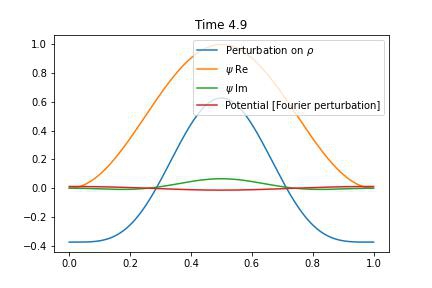 Time 4.9
Perturbation on ρ
ψ Re
ψ Im
Potential [Fourier perturbation]
1.0
0.8
0.6
0.4
0.2
0.0
−0.2
−0.4
0.0 0.2 0.4 0.6 0.8 1.0